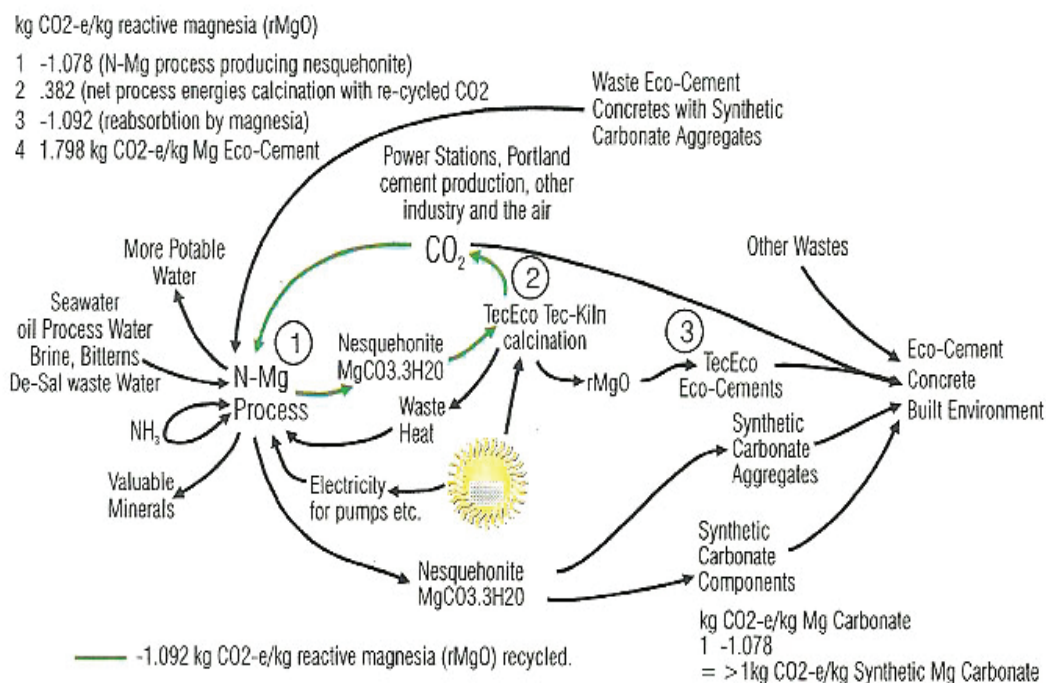 kg CO2-e/kg reactive magnesia (rMgO)
1 -1.078 (N-Mg process producing nesquehonite)
2 .382 (net process energies calcination with re-cycled CO2
3 -1.092 (reabsorbtion by magnesia)
4 1.798 kg CO2-e/kg Mg Eco-Cement
Waste Eco-Cement
Concretes with Synthetic
Carbonate Aggregates
Power Stations, Portland
cement production, other
industry and the air
CO2
More Potable
Water
Other Wastes
Seawater
oil Process Water
Brine, Bitterns
De-Sal waste Water
1
N-Mg
Process
Nesquehonite
MgCO3.3H20
2
TecEco Tec-Kiln
calcination
3
rMgO
TecEco
Eco-Cements
Eco-Cement
Concrete
Built Environment
NH3
Waste
Heat
Valuable
Minerals
Electricity
for pumps etc.
Synthetic
Carbonate
Aggregates
Synthetic
Carbonate
Components
Nesquehonite
MgCO3.3H20
kg CO2-e/kg Mg Carbonate
1 -1.078
= >1kg CO2-e/kg Synthetic Mg Carbonate
-1.092 kg CO2-e/kg reactive magnesia (rMgO) recycled.